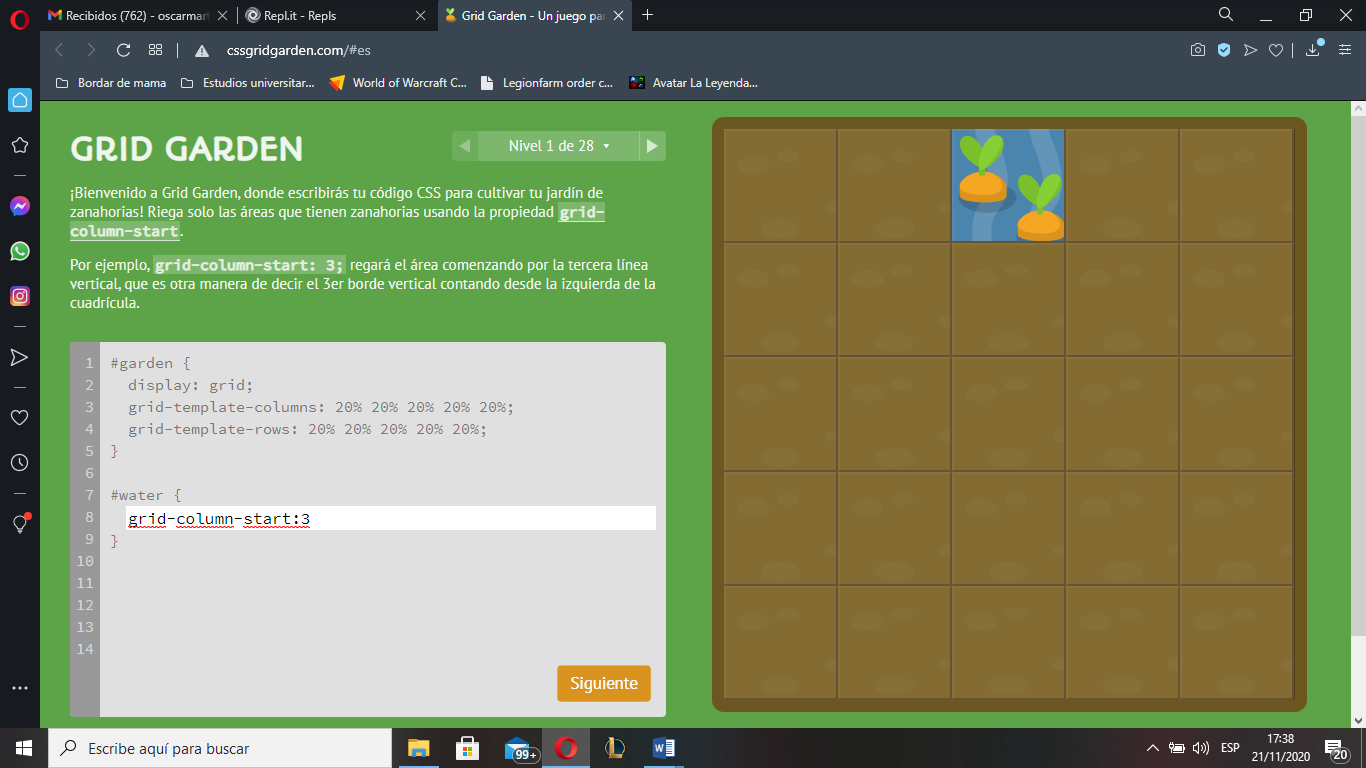 Recibidos (762) - oscarmar
Repl.it - Repls
Grid Garden - Un juego pa
cssgridgarden.com/#es
Bordar de mama
Estudios universitar...
World of Warcraft C...
Legionfarm order c...
Avatar La Leyenda...
GRID GARDEN
Nivel 1 de 28
¡Bienvenido a Grid Garden, donde escribirás tu código CSS para cultivar tu jardín de
zanahorias! Riega solo las áreas que tienen zanahorias usando la propiedad grid-
column-start.
Por ejemplo, grid-column-start: 3; regará el área comenzando por la tercera línea
vertical, que es otra manera de decir el 3er borde vertical contando desde la izquierda de la
cuadrícula.
1 #garden {
2 display: grid;
3 grid-template-columns: 20% 20% 20% 20% 20%;
4 grid-template-rows: 20% 20% 20% 20% 20%;
5 }
6
7 #water {
8 grid-column-start:3
9 }
10
11
12
13
14
Siguiente
Escribe aquí para buscar
99+
W
ESP
17:38
21/11/2020
20